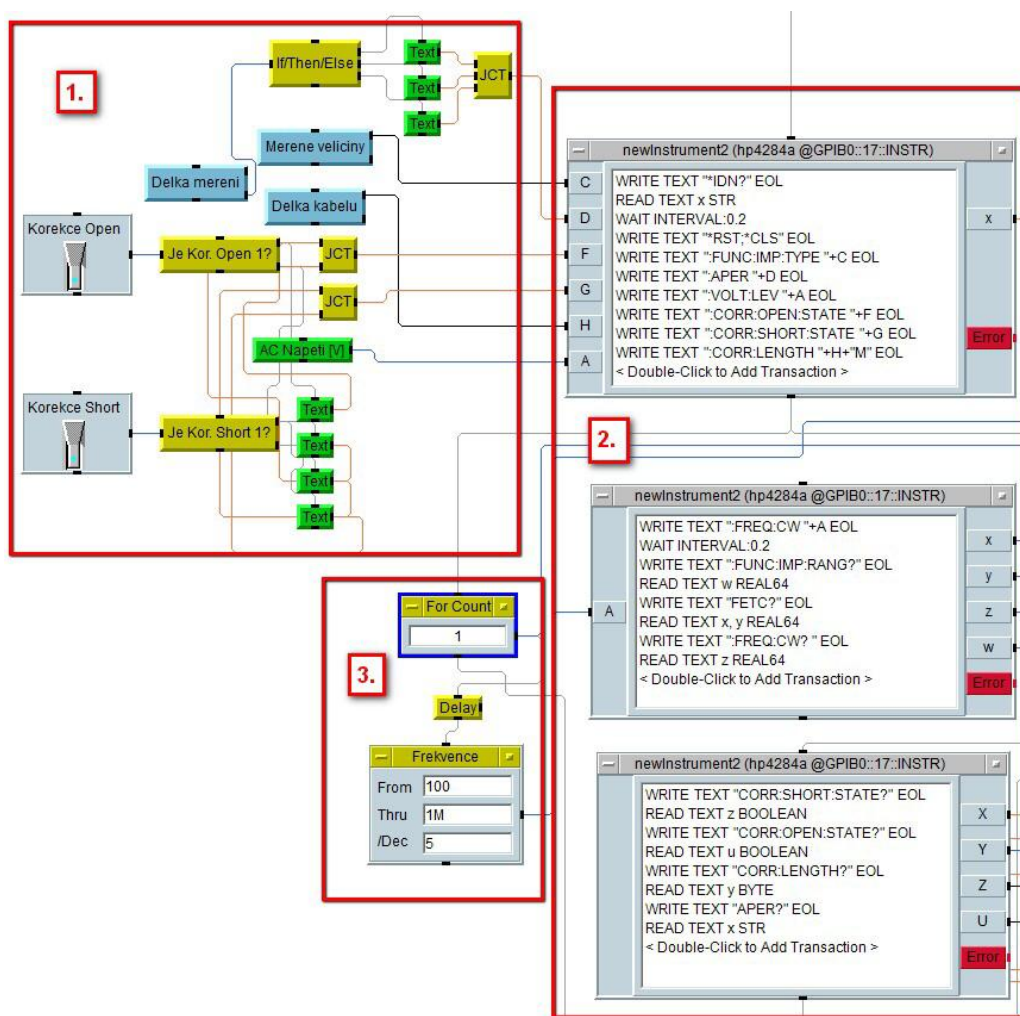 1.
If/Then/Else
Text
Text
Text
JCT
Merene veliciny
Delka mereni
Delka kabelu
Korekce Open
Je Kor. Open 1?
JCT
JCT
AC Napeti [V]
Korekce Short
Je Kor. Short 1?
Text
Text
Text
Text
2.
newInstrument2 (hp4284a @GPIB0::17::INSTR)
C
D
F
G
H
A
WRITE TEXT "*IDN?" EOL
READ TEXT x STR
WAIT INTERVAL:0.2
WRITE TEXT "*RST;*CLS" EOL
WRITE TEXT ":FUNC:IMP:TYPE "+C EOL
WRITE TEXT ":APER "+D EOL
WRITE TEXT ":VOLT:LEV "+A EOL
WRITE TEXT ":CORR:OPEN:STATE "+F EOL
WRITE TEXT ":CORR:SHORT:STATE "+G EOL
WRITE TEXT ":CORR:LENGTH "+H+"M" EOL
< Double-Click to Add Transaction >
x
Error
newInstrument2 (hp4284a @GPIB0::17::INSTR)
A
WRITE TEXT ":FREQ:CW "+A EOL
WAIT INTERVAL:0.2
WRITE TEXT ":FUNC:IMP:RANG?" EOL
READ TEXT w REAL64
WRITE TEXT "FETC?" EOL
READ TEXT x, y REAL64
WRITE TEXT ":FREQ:CW? " EOL
READ TEXT z REAL64
< Double-Click to Add Transaction >
x
y
z
w
Error
3.
For Count
1
Delay
Frekvence
From 100
Thru 1M
/Dec 5
newInstrument2 (hp4284a @GPIB0::17::INSTR)
WRITE TEXT "CORR:SHORT:STATE?" EOL
READ TEXT z BOOLEAN
WRITE TEXT "CORR:OPEN:STATE?" EOL
READ TEXT u BOOLEAN
WRITE TEXT "CORR:LENGTH?" EOL
READ TEXT y BYTE
WRITE TEXT "APER?" EOL
READ TEXT x STR
< Double-Click to Add Transaction >
X
Y
Z
U
Error